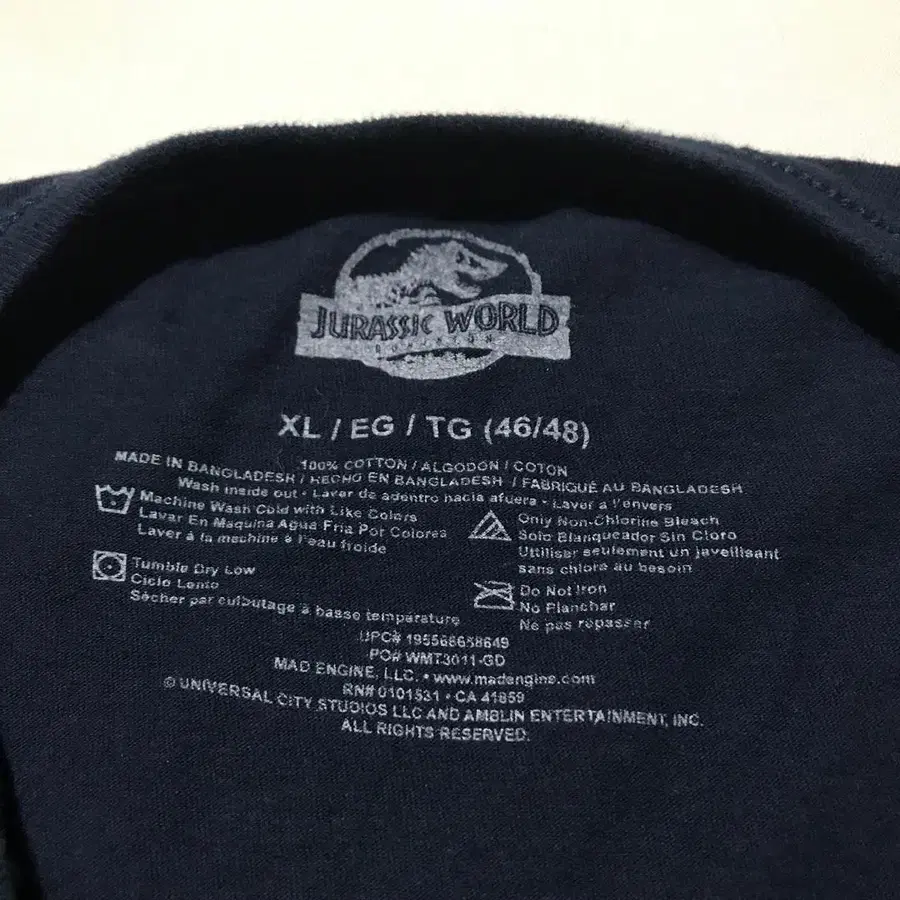 JURASSIC WORLD
DOMINION
XL / EG / TG (46/48)
100% COTTON / ALGODON / COTON
MADE IN BANGLADESH / HECHO EN BANGLADESH / FABRIQUÉ AU BANGLADESH
Wash inside out • Lavar de adentro hacia afuera • Laver a l'envers
Machine Wash Cold with Like Colors
Lavar En Maquina Agua Fria Por Colores
Laver à la machine à l'eau froide
Only Non-Chlorine Bleach
Solo Blanqueador Sin Cloro
Utiliser seulement un javellisant
sans chlore au besoin
Tumble Dry Low
Ciclo Lento
Sècher par culbutage à basse température
Do Not Iron
No Planchar
Ne pas repasser
UPC# 195568658649
PO# WMT3011-GD
MAD ENGINE, LLC. • www.madengine.com
RN# 0101531 • CA 41859
© UNIVERSAL CITY STUDIOS LLC AND AMBLIN ENTERTAINMENT, INC.
ALL RIGHTS RESERVED.